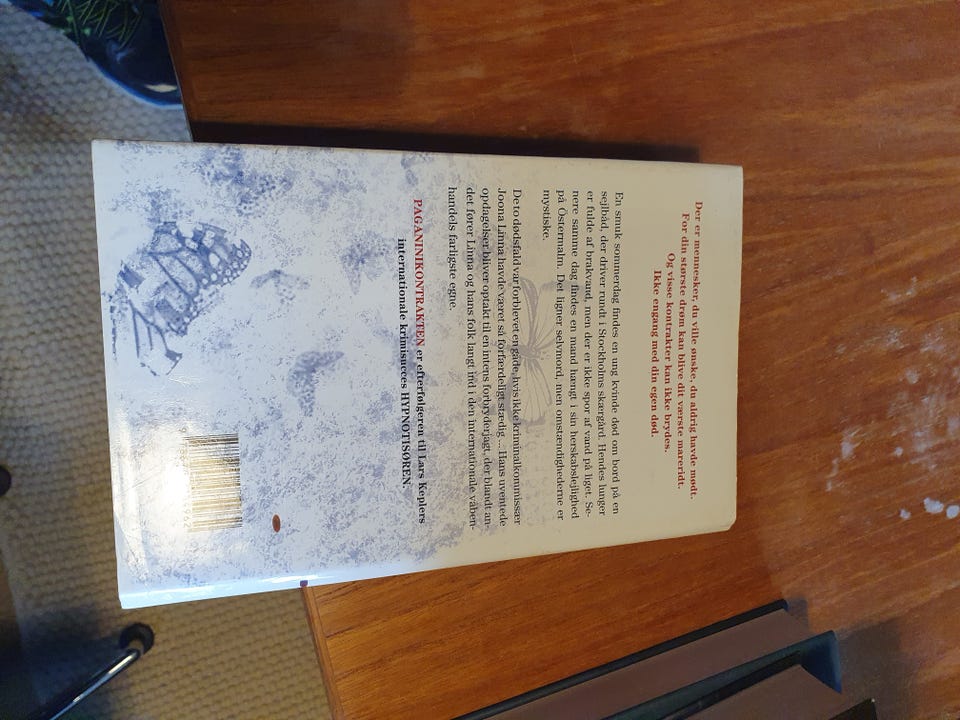 Der er mennesker, du ville ønske, du aldrig havde mødt.
For din største drøm kan blive dit værste mareridt.
Og visse kontrakter kan ikke brydes.
Ikke engang med din egen død.
En smuk sommerdag findes en ung kvinde død om bord på en
sejlbåd, der driver rundt i Stockholms skærgård. Hendes lunger
er fulde af brakvand, men der er ikke spor af vand på liget. Se-
nere samme dag findes en mand hængt i sin herskabslejlighed
på Östermalm. Det ligner selvmord, men omstændighederne er
mystiske.
De to dødsfald var forblevet en gåde, hvis ikke kriminalkommissær
Joona Linna havde været så forfærdeligt stædig ... Hans uventede
opdagelser bliver optakt til en intens forbryderjagt, der blandt an-
det fører Linna og hans folk langt ind i den internationale våben-
handels farligste egne.
PAGANINIKONTRAKTEN er efterfølgeren til Lars Keplers
internationale krimisucces HYPNOTISØREN.